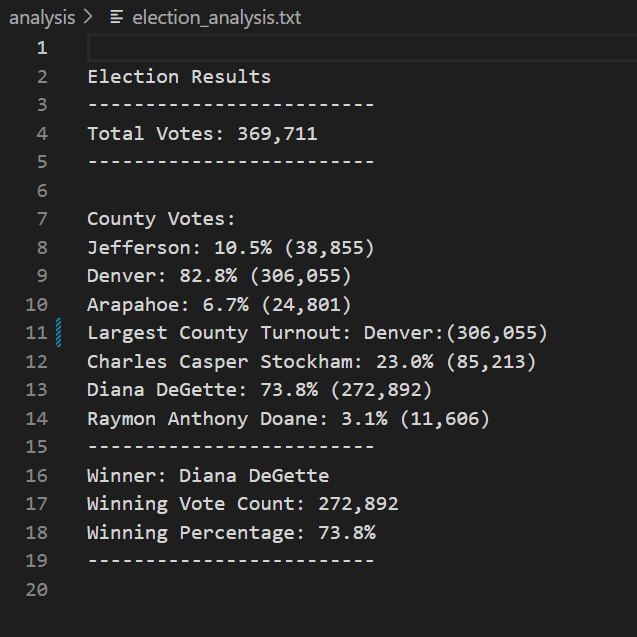 analysis > election_analysis.txt
1
2 Election Results
3 -------------------------
4 Total Votes: 369,711
5 -------------------------
6
7 County Votes:
8 Jefferson: 10.5% (38,855)
9 Denver: 82.8% (306,055)
10 Arapahoe: 6.7% (24,801)
11 Largest County Turnout: Denver:(306,055)
12 Charles Casper Stockham: 23.0% (85,213)
13 Diana DeGette: 73.8% (272,892)
14 Raymon Anthony Doane: 3.1% (11,606)
15 -------------------------
16 Winner: Diana DeGette
17 Winning Vote Count: 272,892
18 Winning Percentage: 73.8%
19 -------------------------
20